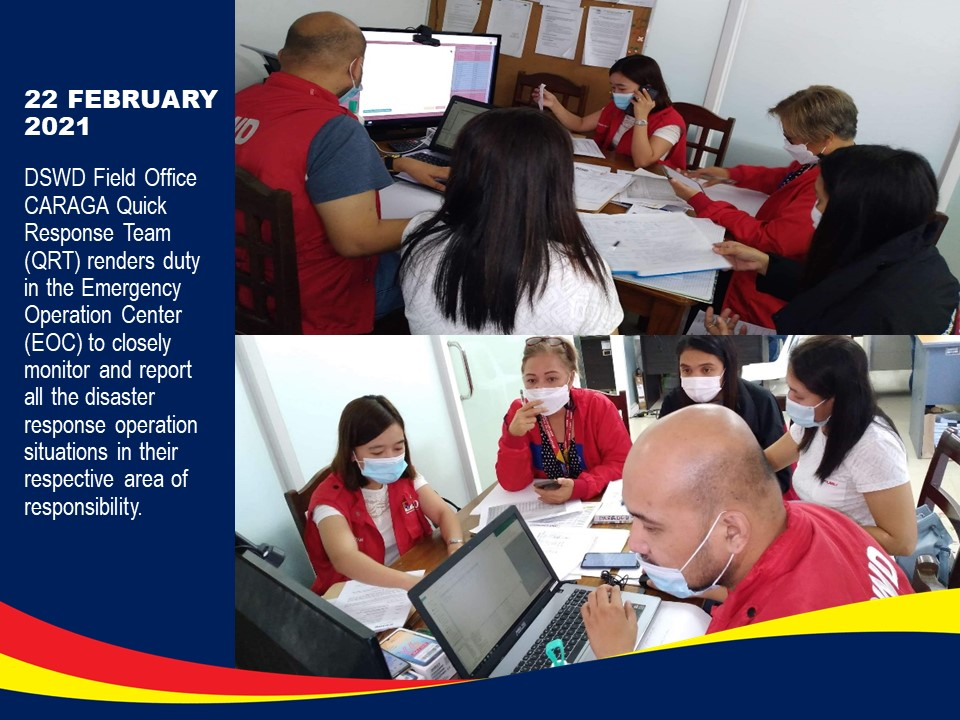 22 FEBRUARY
2021
DSWD Field Office
CARAGA Quick
Response Team
(QRT) renders duty
in the Emergency
Operation Center
(EOC) to closely
monitor and report
all the disaster
response operation
situations in their
respective area of
responsibility.